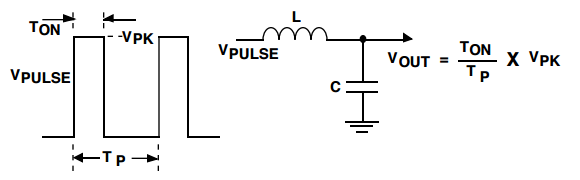 TON
VPK
VPULSE
TP
L
VPULSE
C
VOUT = TON / TP X VPK